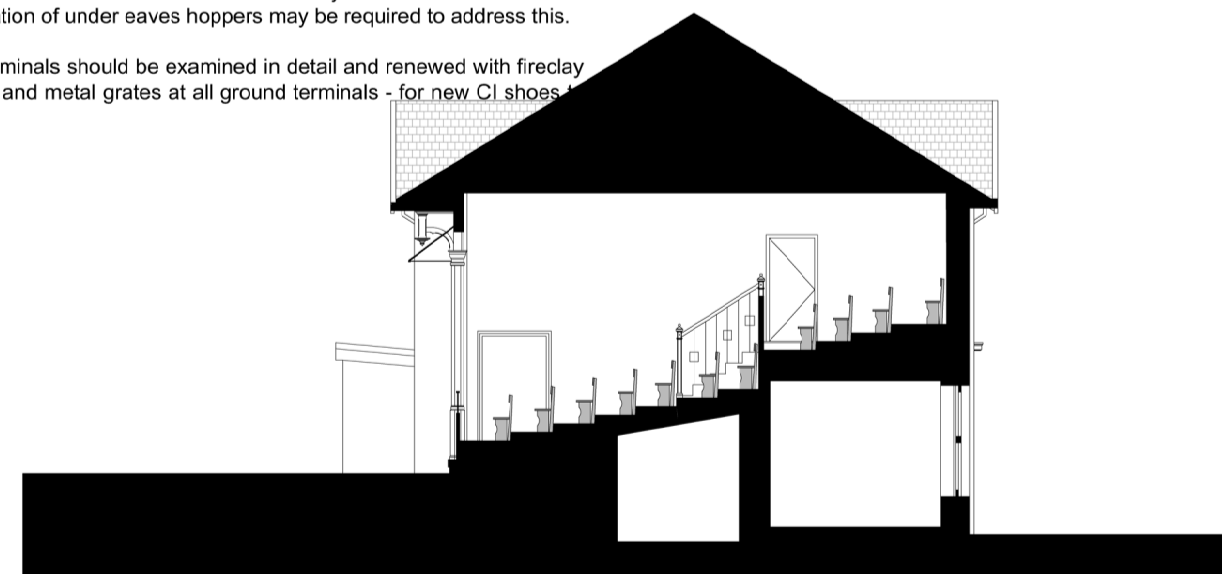 tion of under eaves hoppers may be required to address this.
minals should be examined in detail and renewed with fireclay
and metal grates at all ground terminals - for new CI shoes